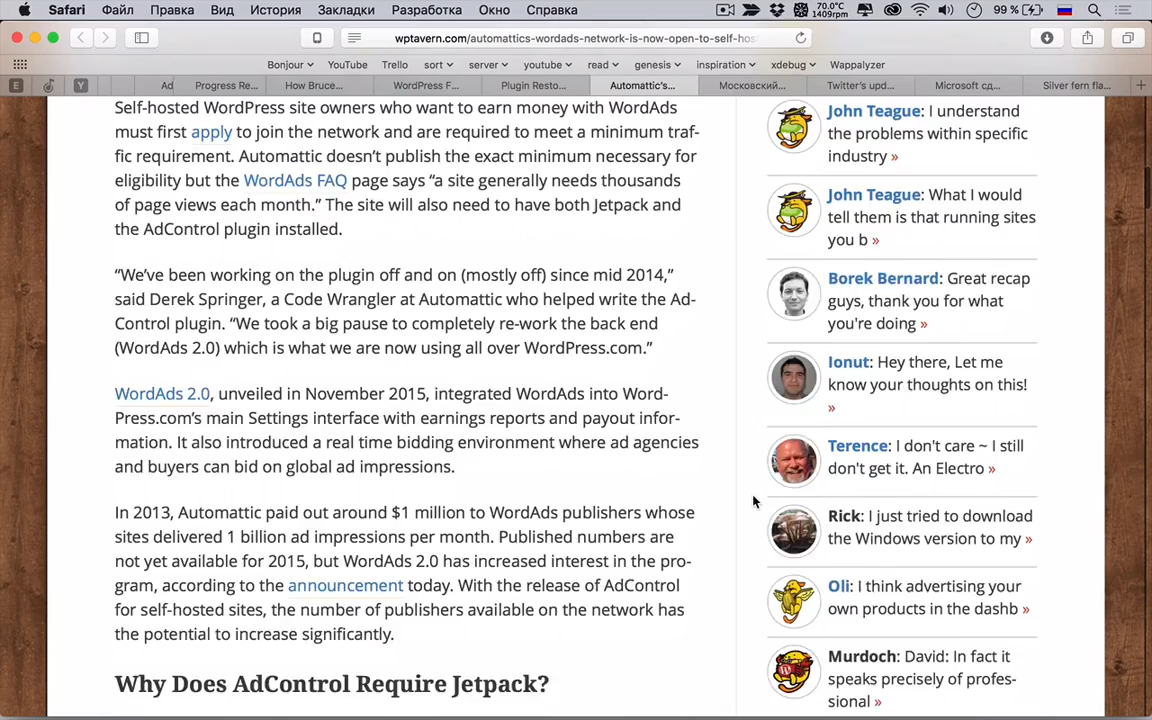 Safari Файл Правка Вид История Закладки Разработка Окно Справка
70.0°C
1409rpm
99 %
wptavern.com/automattics-wordads-network-is-now-open-to-self-hos
Bonjour YouTube Trello sort server youtube read genesis inspiration xdebug Wappalyzer
E Y Ad Progress Re... How Bruce... WordPress F... Plugin Resto... Automattic's... Московский... Twitter's upd... Microsoft сд... Silver fern fla...
Self-hosted WordPress site owners who want to earn money with WordAds
must first apply to join the network and are required to meet a minimum traf-
fic requirement. Automattic doesn’t publish the exact minimum necessary for
eligibility but the WordAds FAQ page says “a site generally needs thousands
of page views each month.” The site will also need to have both Jetpack and
the AdControl plugin installed.
“We’ve been working on the plugin off and on (mostly off) since mid 2014,”
said Derek Springer, a Code Wrangler at Automattic who helped write the Ad-
Control plugin. “We took a big pause to completely re-work the back end
(WordAds 2.0) which is what we are now using all over WordPress.com.”
WordAds 2.0, unveiled in November 2015, integrated WordAds into Word-
Press.com’s main Settings interface with earnings reports and payout infor-
mation. It also introduced a real time bidding environment where ad agencies
and buyers can bid on global ad impressions.
In 2013, Automattic paid out around $1 million to WordAds publishers whose
sites delivered 1 billion ad impressions per month. Published numbers are
not yet available for 2015, but WordAds 2.0 has increased interest in the pro-
gram, according to the announcement today. With the release of AdControl
for self-hosted sites, the number of publishers available on the network has
the potential to increase significantly.
Why Does AdControl Require Jetpack?
John Teague: I understand
the problems within specific
industry »
John Teague: What I would
tell them is that running sites
you b »
Borek Bernard: Great recap
guys, thank you for what
you're doing »
Ionut: Hey there, Let me
know your thoughts on this!
»
Terence: I don't care ~ I still
don't get it. An Electro »
Rick: I just tried to download
the Windows version to my »
Oli: I think advertising your
own products in the dashb »
Murdoch: David: In fact it
speaks precisely of profes-
sional »